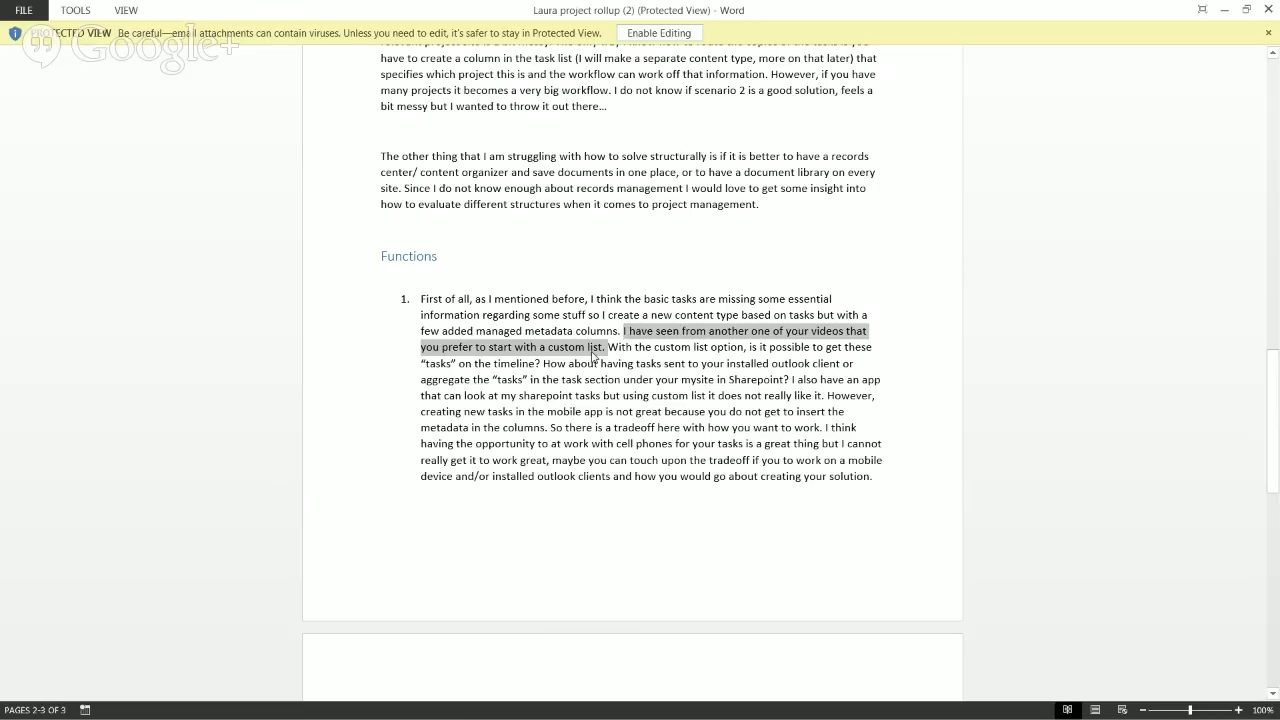 FILE TOOLS VIEW Laura project rollup (2) (Protected View) - Word
PROTECTED VIEW Be careful—email attachments can contain viruses. Unless you need to edit, it's safer to stay in Protected View. Enable Editing
Google+
have to create a column in the task list (I will make a separate content type, more on that later) that
specifies which project this is and the workflow can work off that information. However, if you have
many projects it becomes a very big workflow. I do not know if scenario 2 is a good solution, feels a
bit messy but I wanted to throw it out there…
The other thing that I am struggling with how to solve structurally is if it is better to have a records
center/ content organizer and save documents in one place, or to have a document library on every
site. Since I do not know enough about records management I would love to get some insight into
how to evaluate different structures when it comes to project management.
Functions
1. First of all, as I mentioned before, I think the basic tasks are missing some essential
information regarding some stuff so I create a new content type based on tasks but with a
few added managed metadata columns. I have seen from another one of your videos that
you prefer to start with a custom list. With the custom list option, is it possible to get these
“tasks” on the timeline? How about having tasks sent to your installed outlook client or
aggregate the “tasks” in the task section under your mysite in Sharepoint? I also have an app
that can look at my sharepoint tasks but using custom list it does not really like it. However,
creating new tasks in the mobile app is not great because you do not get to insert the
metadata in the columns. So there is a tradeoff here with how you want to work. I think
having the opportunity to at work with cell phones for your tasks is a great thing but I cannot
really get it to work great, maybe you can touch upon the tradeoff if you to work on a mobile
device and/or installed outlook clients and how you would go about creating your solution.
PAGES 2-3 OF 3 100%